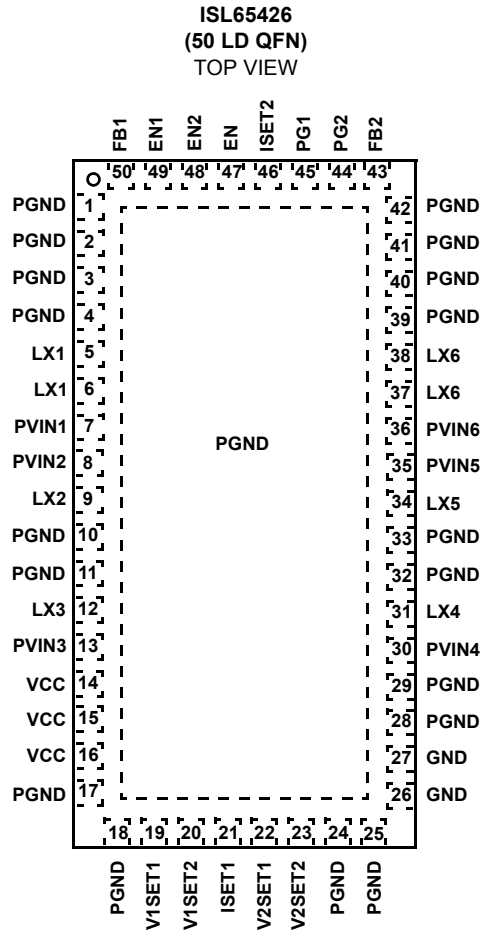 ISL65426
(50 LD QFN)
TOP VIEW
FB1 EN1 EN2 EN ISET2 PG1 PG2 FB2
50 49 48 47 46 45 44 43
PGND 1 42 PGND
PGND 2 41 PGND
PGND 3 40 PGND
PGND 4 39 PGND
LX1 5 38 LX6
LX1 6 37 LX6
PVIN1 7 36 PVIN6
PGND
PVIN2 8 35 PVIN5
LX2 9 34 LX5
PGND 10 33 PGND
PGND 11 32 PGND
LX3 12 31 LX4
PVIN3 13 30 PVIN4
VCC 14 29 PGND
VCC 15 28 PGND
VCC 16 27 GND
PGND 17 26 GND
18 19 20 21 22 23 24 25
PGND V1SET1 V1SET2 ISET1 V2SET1 V2SET2 PGND PGND